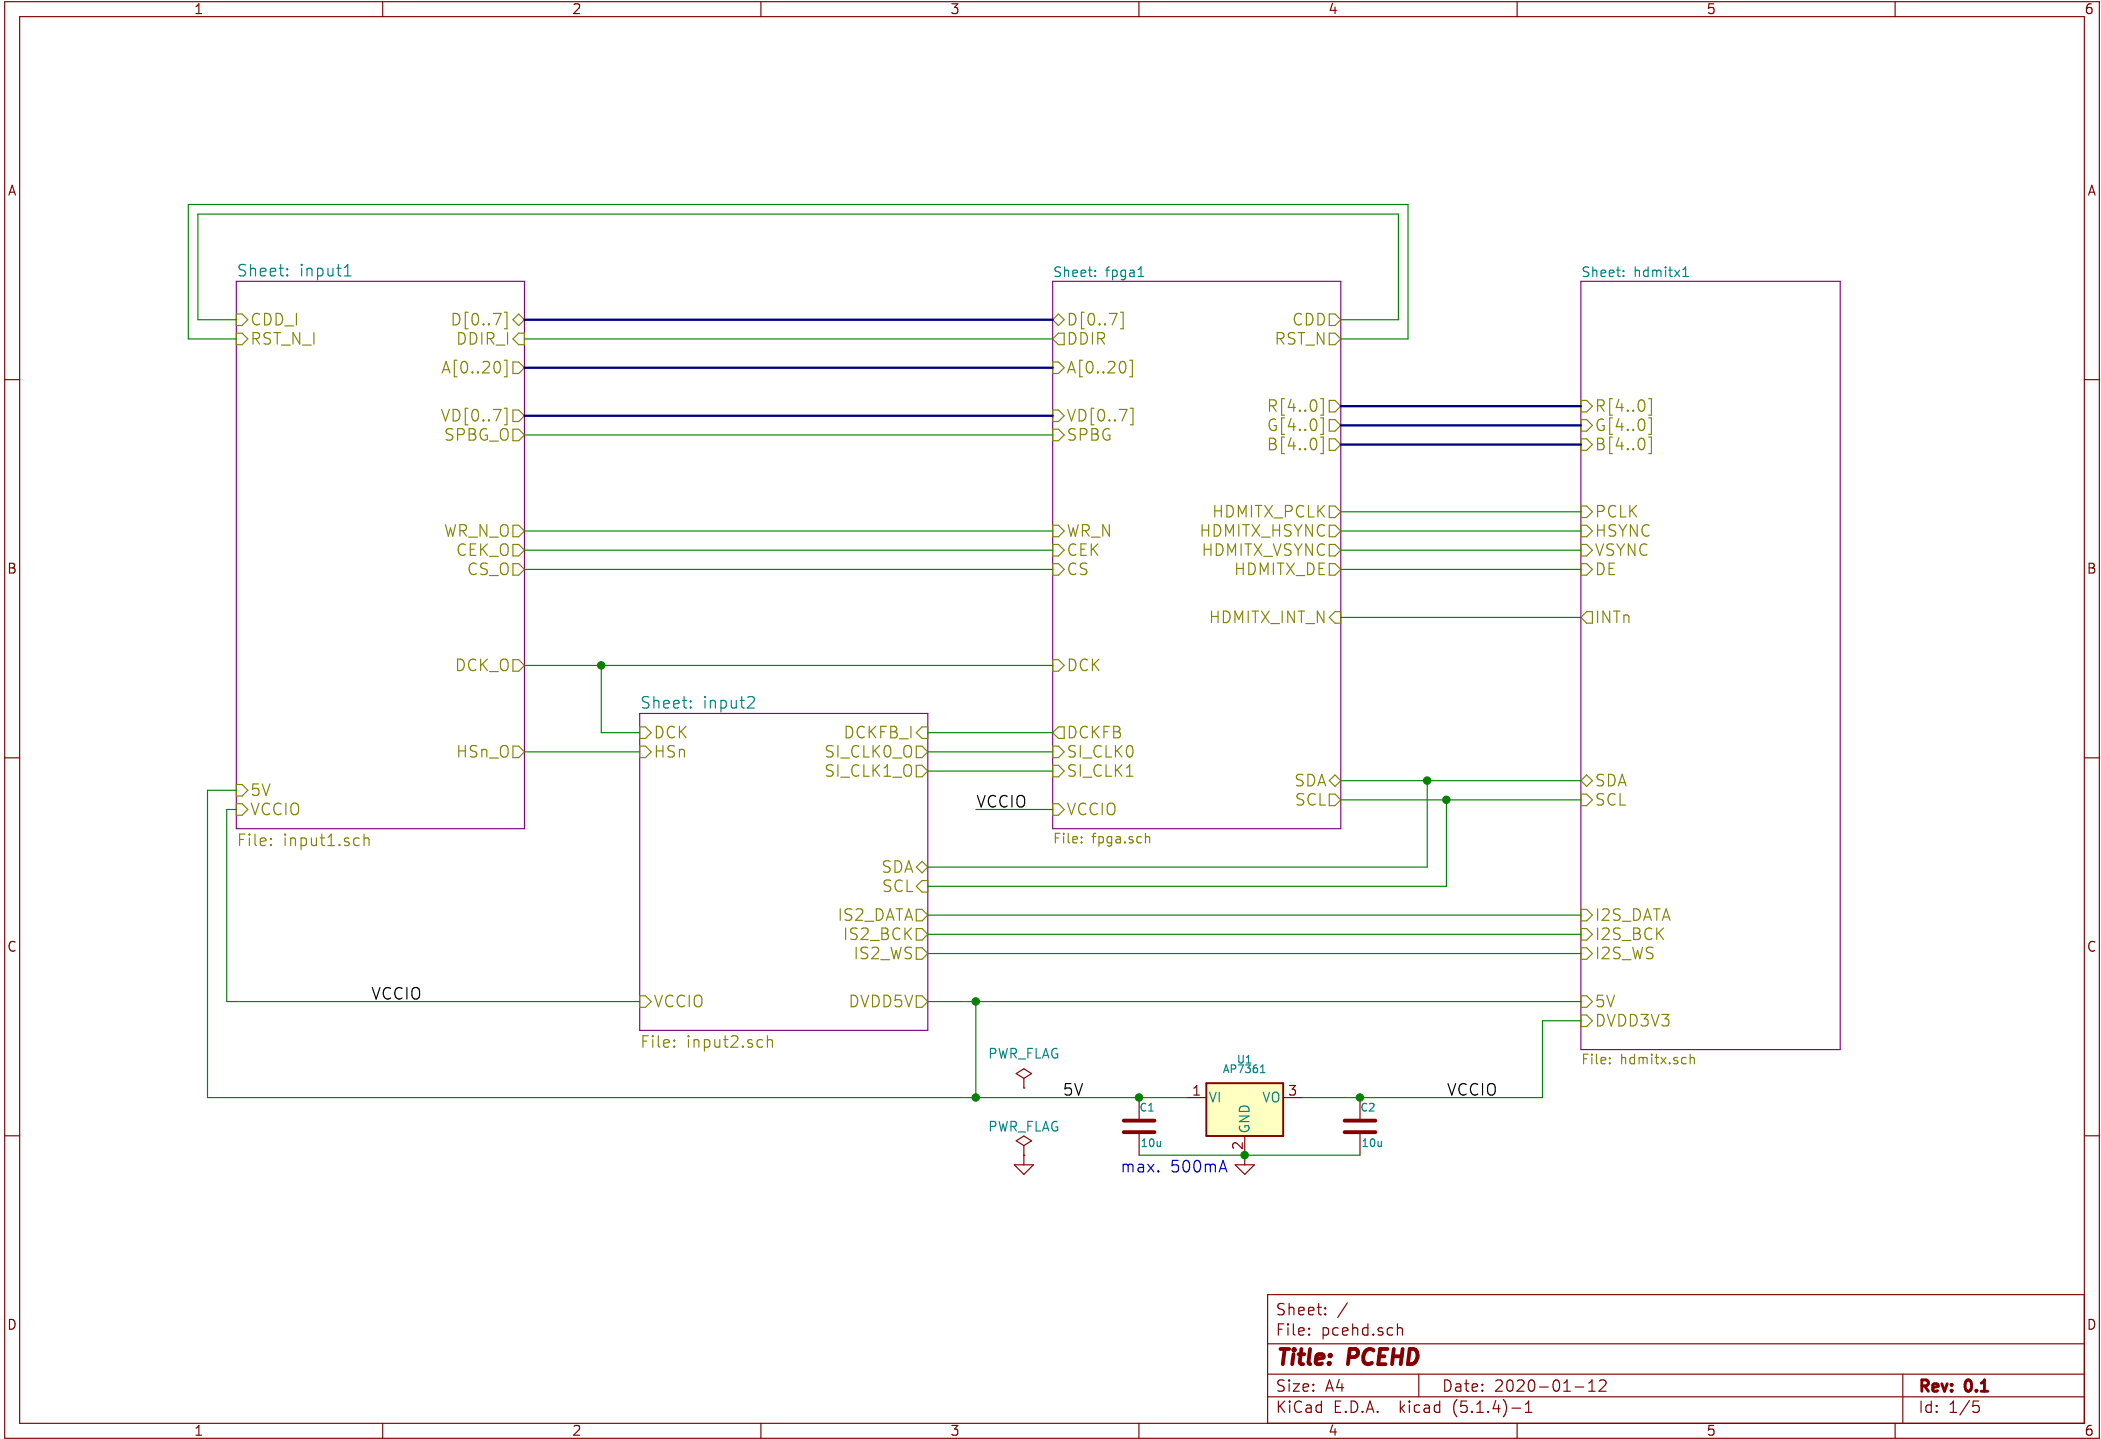 1 2 3 4 5 6
A A
B B
C C
D D
Sheet: input1
CDD_I
RST_N_I
D[0..7]
DDIR_I
A[0..20]
VD[0..7]
SPBG_O
WR_N_O
CEK_O
CS_O
DCK_O
HSn_O
5V
VCCIO
File: input1.sch
Sheet: input2
DCK
HSn
DCKFB_I
SI_CLK0_O
SI_CLK1_O
SDA
SCL
IS2_DATA
IS2_BCK
IS2_WS
VCCIO
VCCIO
DVDD5V
File: input2.sch
Sheet: fpga1
D[0..7]
DDIR
A[0..20]
VD[0..7]
SPBG
WR_N
CEK
CS
DCK
DCKFB
SI_CLK0
SI_CLK1
VCCIO
VCCIO
CDD
RST_N
R[4..0]
G[4..0]
B[4..0]
HDMITX_PCLK
HDMITX_HSYNC
HDMITX_VSYNC
HDMITX_DE
HDMITX_INT_N
SDA
SCL
File: fpga.sch
Sheet: hdmitx1
R[4..0]
G[4..0]
B[4..0]
PCLK
HSYNC
VSYNC
DE
INTn
SDA
SCL
I2S_DATA
I2S_BCK
I2S_WS
5V
DVDD3V3
File: hdmitx.sch
PWR_FLAG
PWR_FLAG
5V
C1
10u
U1
AP7361
1
VI
VO
3
GND
2
C2
10u
VCCIO
max. 500mA
Sheet: /
File: pcehd.sch
Title: PCEHD
Size: A4 Date: 2020-01-12 Rev: 0.1
KiCad E.D.A. kicad (5.1.4)-1 Id: 1/5
1 2 3 4 5 6